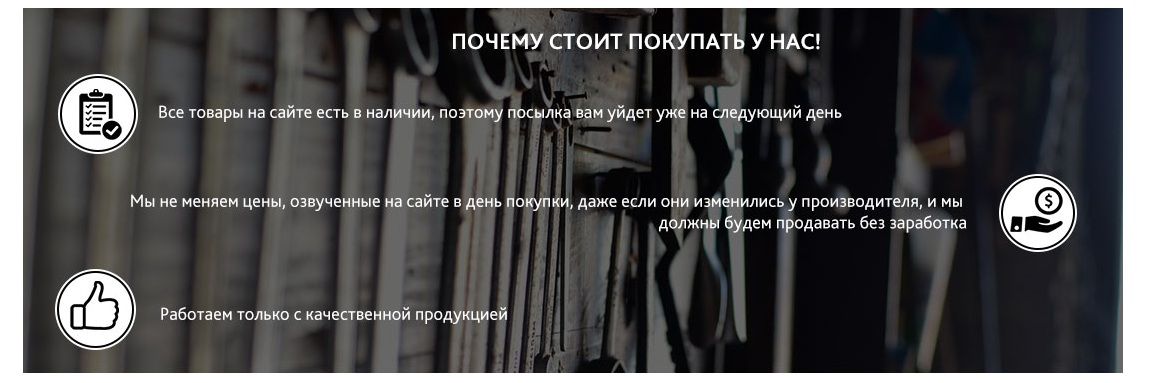 ПОЧЕМУ СТОИТ ПОКУПАТЬ У НАС!
Все товары на сайте есть в наличии, поэтому посылка вам уйдет уже на следующий день
Мы не меняем цены, озвученные на сайте в день покупки, даже если они изменились у производителя, и мы
должны будем продавать без заработка
$
Работаем только с качественной продукцией